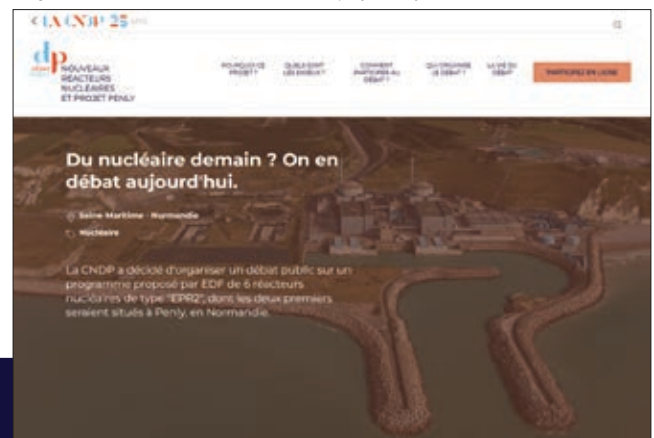 LA CNDP 25 ans
dp
NOUVEAUX
RÉACTEURS
NUCLÉAIRES
ET PROJET PENLY
POURQUOI CE
PROJET ?
QUELS SONT
LES ENJEUX ?
COMMENT
PARTICIPER AU
DÉBAT ?
QUI ORGANISE
LE DÉBAT ?
LA VIE DU
DÉBAT
PARTICIPEZ EN LIGNE
Du nucléaire demain ? On en
débat aujourd'hui.
Seine-Maritime - Normandie
Nucléaire
La CNDP a décidé d'organiser un débat public sur un
programme proposé par EDF de 6 réacteurs
nucléaires de type "EPR2", dont les deux premiers
seraient situés à Penly, en Normandie.